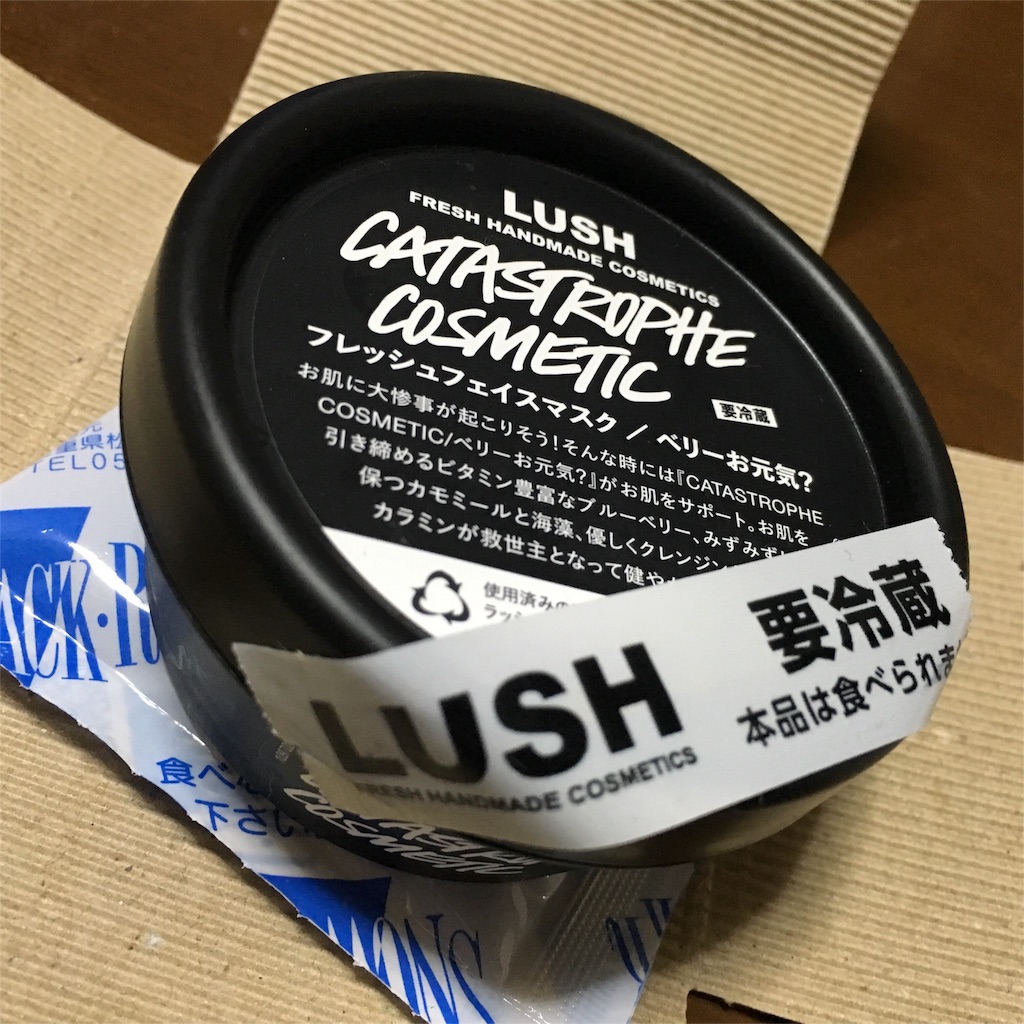 LUSH
FRESH HANDMADE COSMETICS
CATASTROPHE
COSMETIC
フレッシュフェイスマスク / ベリーお元気?
要冷蔵
お肌に大惨事が起こりそう!そんな時には『CATASTROPHE
COSMETIC/ベリーお元気?』がお肌をサポート。お肌を
引き締めるビタミン豊富なブルーベリー、みずみず
保つカモミールと海藻、優しくクレンジン
カラミンが救世主となって健や
使用済みの
ラッシ
LUSH
FRESH HANDMADE COSMETICS
要冷蔵
本品は食べられま
COSMETIC
重県松
TEL05
ACK・
食べ
下さい